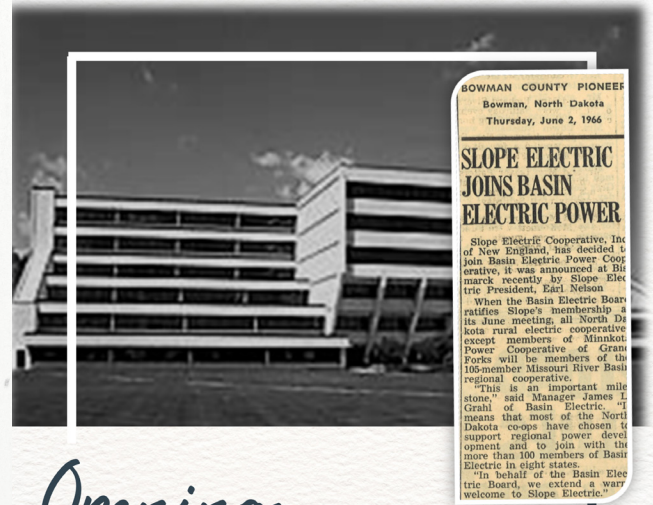 BOWMAN COUNTY PIONEER
Bowman, North Dakota
Thursday, June 2, 1966
SLOPE ELECTRIC
JOINS BASIN
ELECTRIC POWER
Slope Electric Cooperative, Inc
of New England, has decided t
join Basin Electric Power Coop
erative, it was announced at Bis
marck recently by Slope Elec
tric President, Earl Nelson
When the Basin Electric Board
ratifies Slope's membership a
its June meeting, all North Da
kota rural electric cooperative
except members of Minnkot
Power Cooperative of Grand
Forks will be members of the
105-member Missouri River Basin
regional cooperative.
"This is an important mile
stone," said Manager James L
Grahl of Basin Electric. "I
means that most of the North
Dakota co-ops have chosen to
support regional power devel
opment and to join with the
more than 100 members of Basin
Electric in eight states.
"In behalf of the Basin Elec
tric Board, we extend a warm
welcome to Slope Electric."